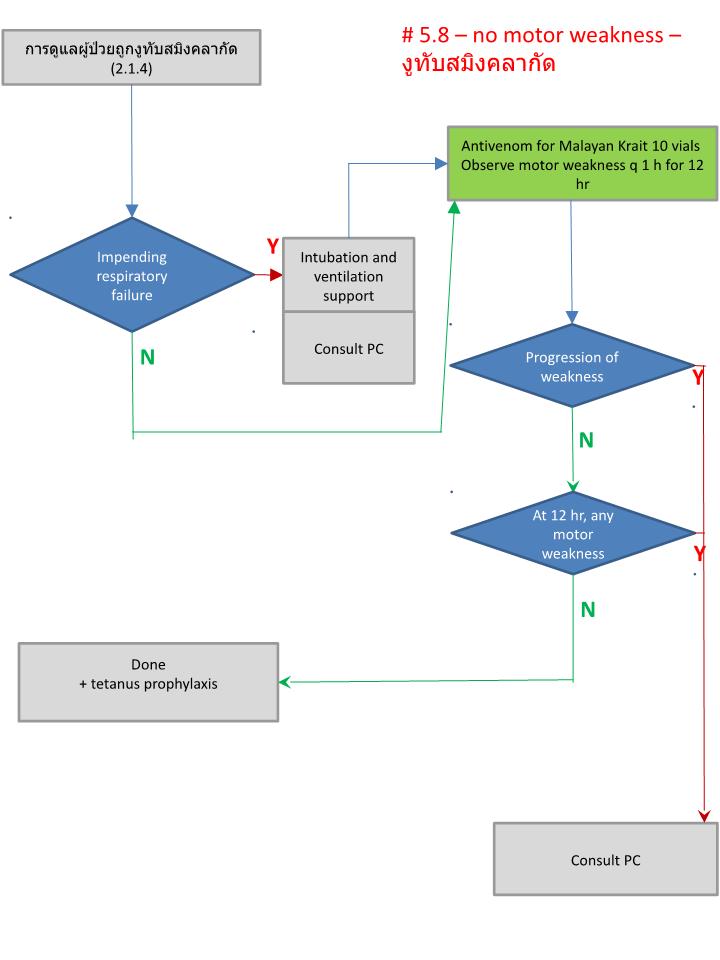 # 5.8 – no motor weakness –
งูทับสมิงคลากัด
การดูแลผู้ป่วยถูกงูทับสมิงคลากัด
(2.1.4)
Antivenom for Malayan Krait 10 vials
Observe motor weakness q 1 h for 12
hr
Impending
respiratory
failure
Y
Intubation and
ventilation
support
Consult PC
N
Progression of
weakness
Y
N
At 12 hr, any
motor
weakness
Y
N
Done
+ tetanus prophylaxis
Consult PC